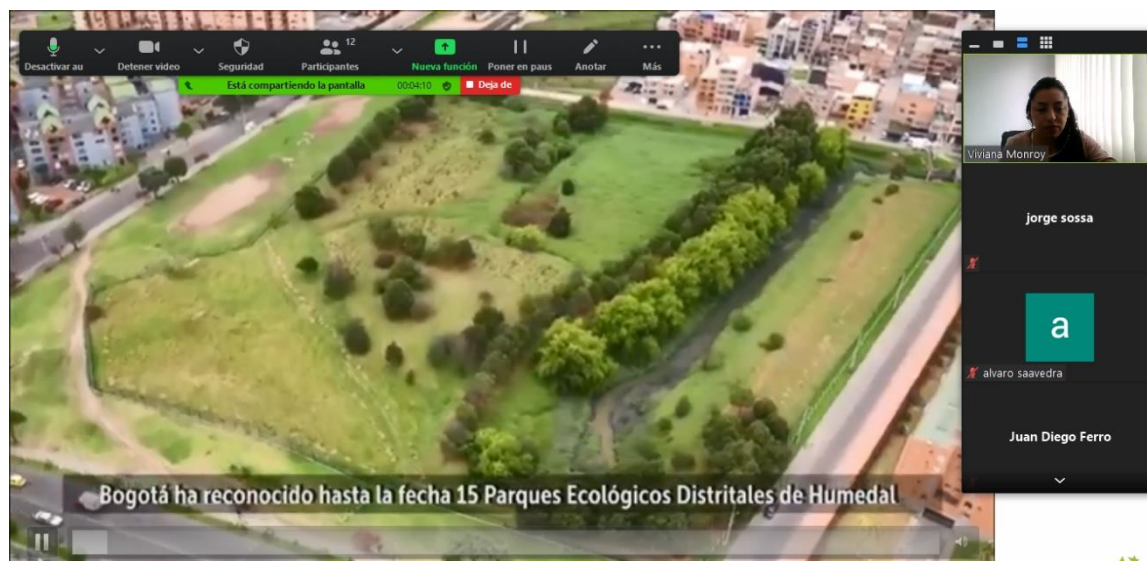 12
Desactivar au
Detener video
Seguridad
Participantes
Nueva función
Poner en paus
Anotar
Más
Está compartiendo la pantalla
00:04:10
Deja de
Viviana Monroy
jorge sossa
a
alvaro saavedra
Juan Diego Ferro
Bogotá ha reconocido hasta la fecha 15 Parques Ecológicos Distritales de Humedal